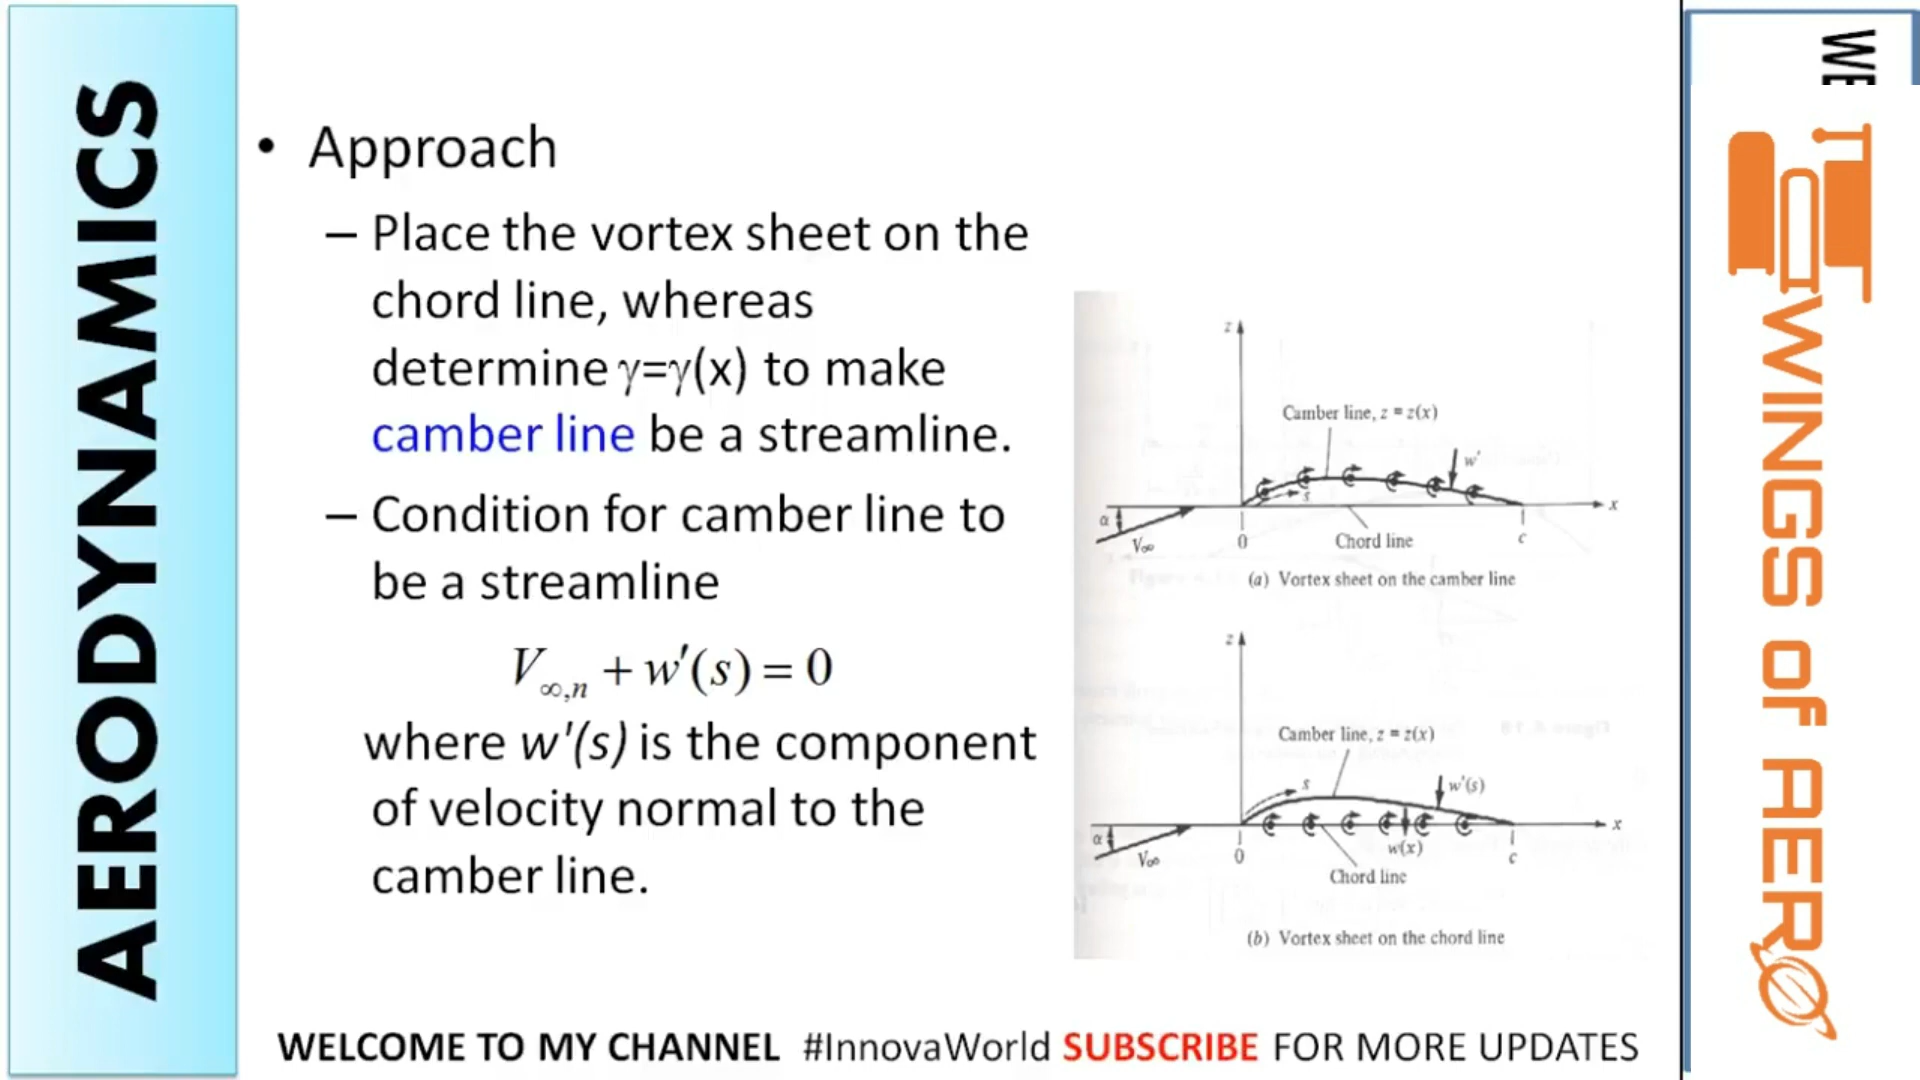 AERODYNAMICS
• Approach
– Place the vortex sheet on the
chord line, whereas
determine γ=γ(x) to make
camber line be a streamline.
– Condition for camber line to
be a streamline
V∞,n + w′(s) = 0
where w'(s) is the component
of velocity normal to the
camber line.
z
Camber line, z = z(x)
w′
s
x
α
V∞
0
Chord line
c
(a) Vortex sheet on the camber line
z
Camber line, z = z(x)
s
w′(s)
x
α
V∞
0
w(x)
c
Chord line
(b) Vortex sheet on the chord line
WE
WINGS of AERO
WELCOME TO MY CHANNEL #InnovaWorld SUBSCRIBE FOR MORE UPDATES